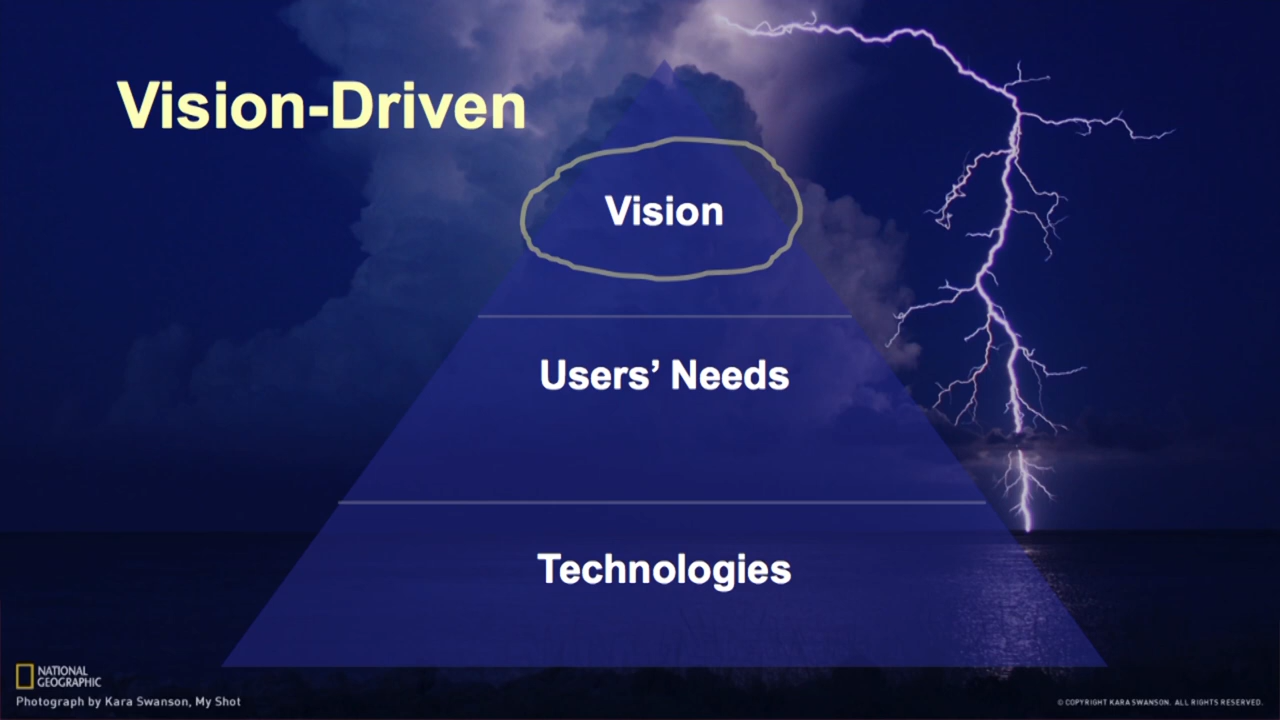 Vision-Driven
Vision
Users’ Needs
Technologies
NATIONAL
GEOGRAPHIC
Photograph by Kara Swanson, My Shot
© COPYRIGHT KARA SWANSON. ALL RIGHTS RESERVED.